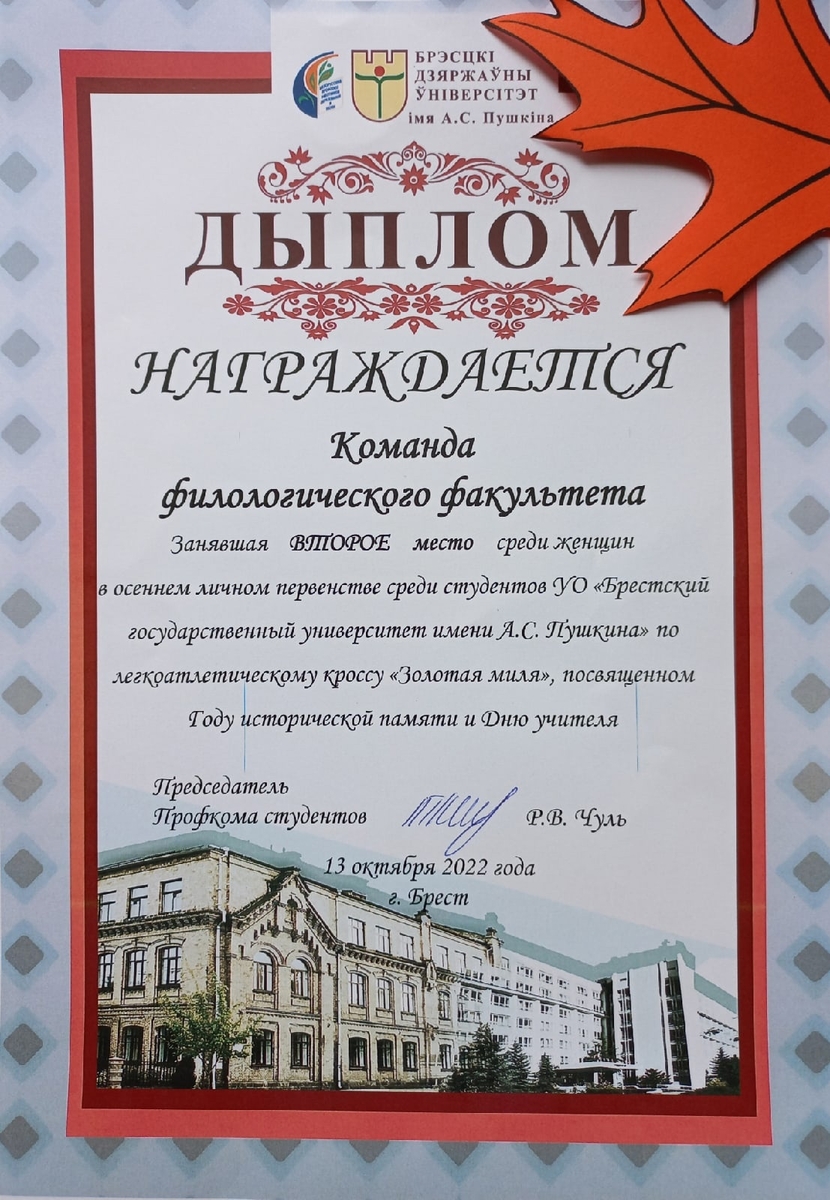 БРЭСЦКІ
ДЗЯРЖАЎНЫ
ЎНІВЕРСІТЭТ
імя А.С. Пушкіна
ДЫПЛОМ
НАГРАЖДАЕТСЯ
Команда
филологического факультета
Занявшая ВТОРОЕ место среди женщин
в осеннем личном первенстве среди студентов УО «Брестский
государственный университет имени А.С. Пушкина» по
легкоатлетическому кроссу «Золотая миля», посвященном
Году исторической памяти и Дню учителя
Председатель
Профкома студентов Р.В. Чуль
13 октября 2022 года
г. Брест